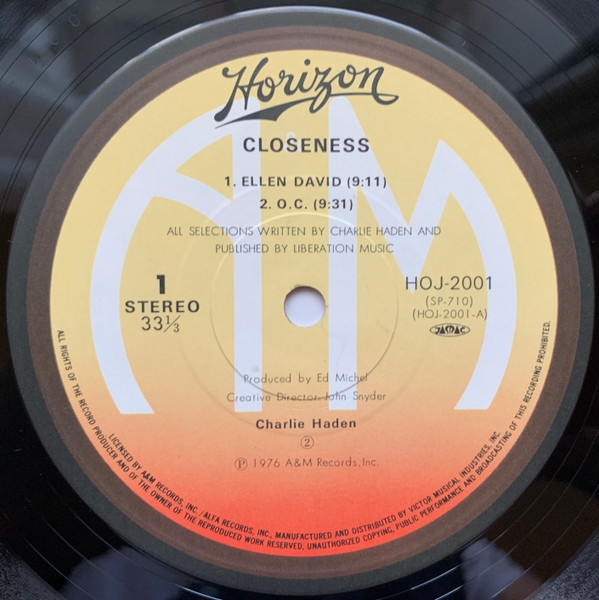 Horizon
A&M
CLOSENESS
1. ELLEN DAVID (9:11)
2. O.C. (9:31)
ALL SELECTIONS WRITTEN BY CHARLIE HADEN AND
PUBLISHED BY LIBERATION MUSIC
1
STEREO
33⅓
HOJ-2001
(SP-710)
(HOJ-2001-A)
JASRAC
Produced by Ed Michel
Creative Director: John Snyder
Charlie Haden
②
Ⓟ 1976 A&M Records, Inc.
ALL RIGHTS OF THE RECORD PRODUCER AND OF THE OWNER OF THE REPRODUCED WORK RESERVED, UNAUTHORIZED COPYING, PUBLIC PERFORMANCE AND BROADCASTING OF THIS RECORDING PROHIBITED.
LICENSED BY A&M RECORDS, INC./ALFA RECORDS, INC., MANUFACTURED AND DISTRIBUTED BY VICTOR MUSICAL INDUSTRIES, INC.